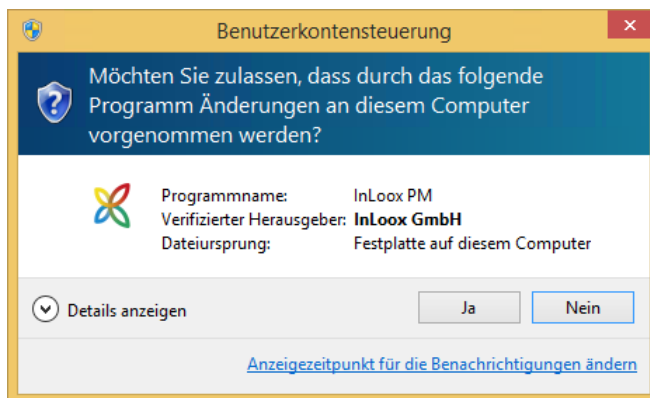 Benutzerkontensteuerung
Möchten Sie zulassen, dass durch das folgende
Programm Änderungen an diesem Computer
vorgenommen werden?
Programmname: InLoox PM
Verifizierter Herausgeber: InLoox GmbH
Dateiursprung: Festplatte auf diesem Computer
Details anzeigen Ja Nein
Anzeigezeitpunkt für die Benachrichtigungen ändern